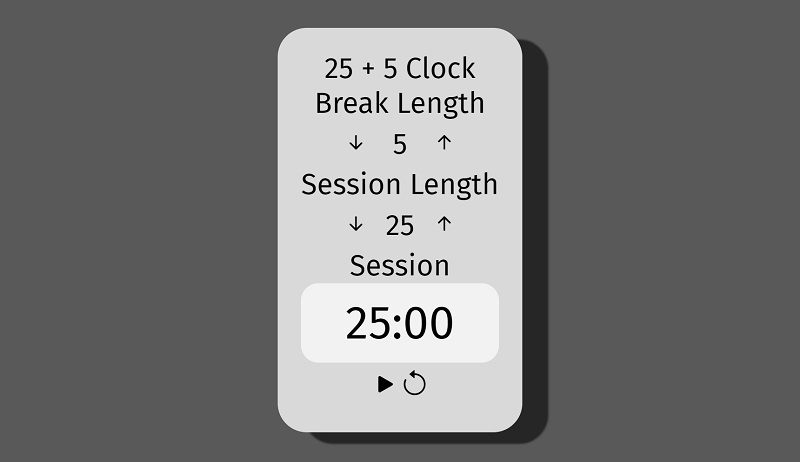 25 + 5 Clock
Break Length
↓ 5 ↑
Session Length
↓ 25 ↑
Session
25:00